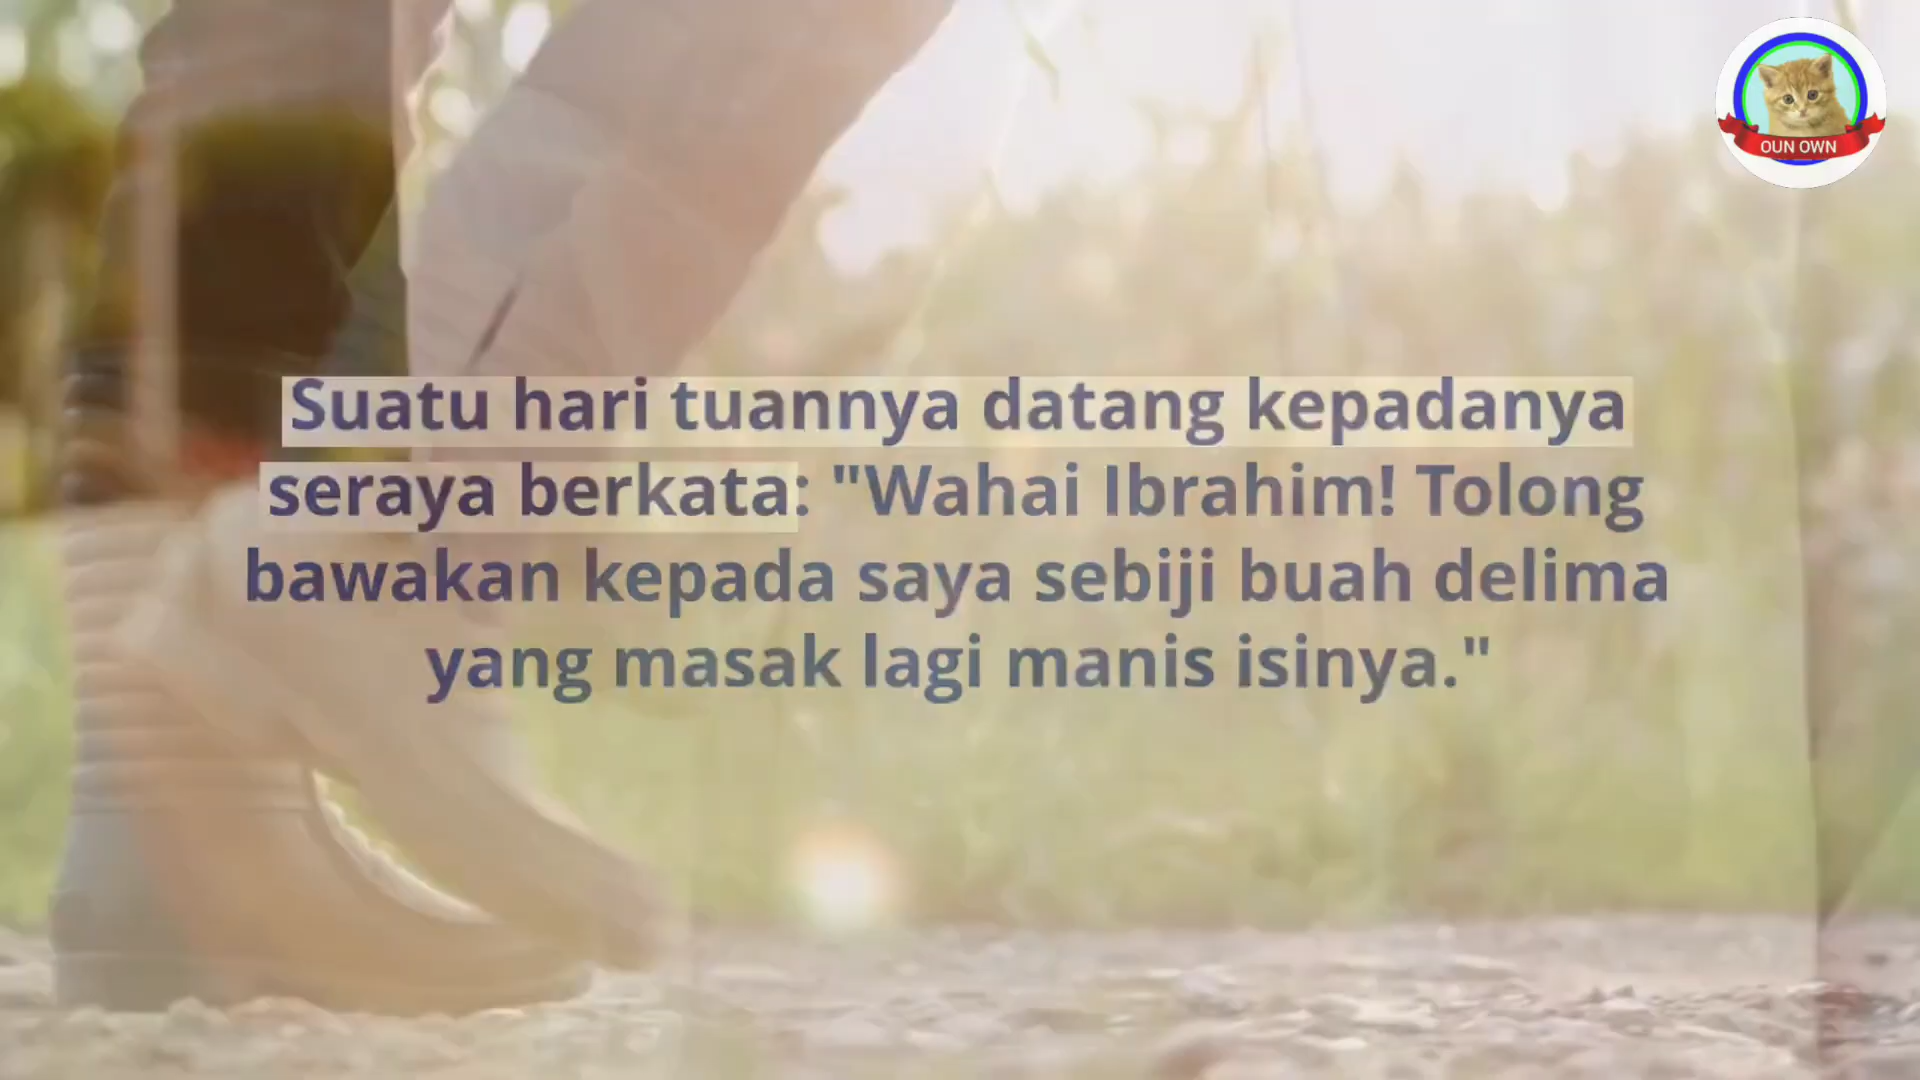 OUN OWN
Suatu hari tuannya datang kepadanya
seraya berkata: "Wahai Ibrahim! Tolong
bawakan kepada saya sebiji buah delima
yang masak lagi manis isinya."